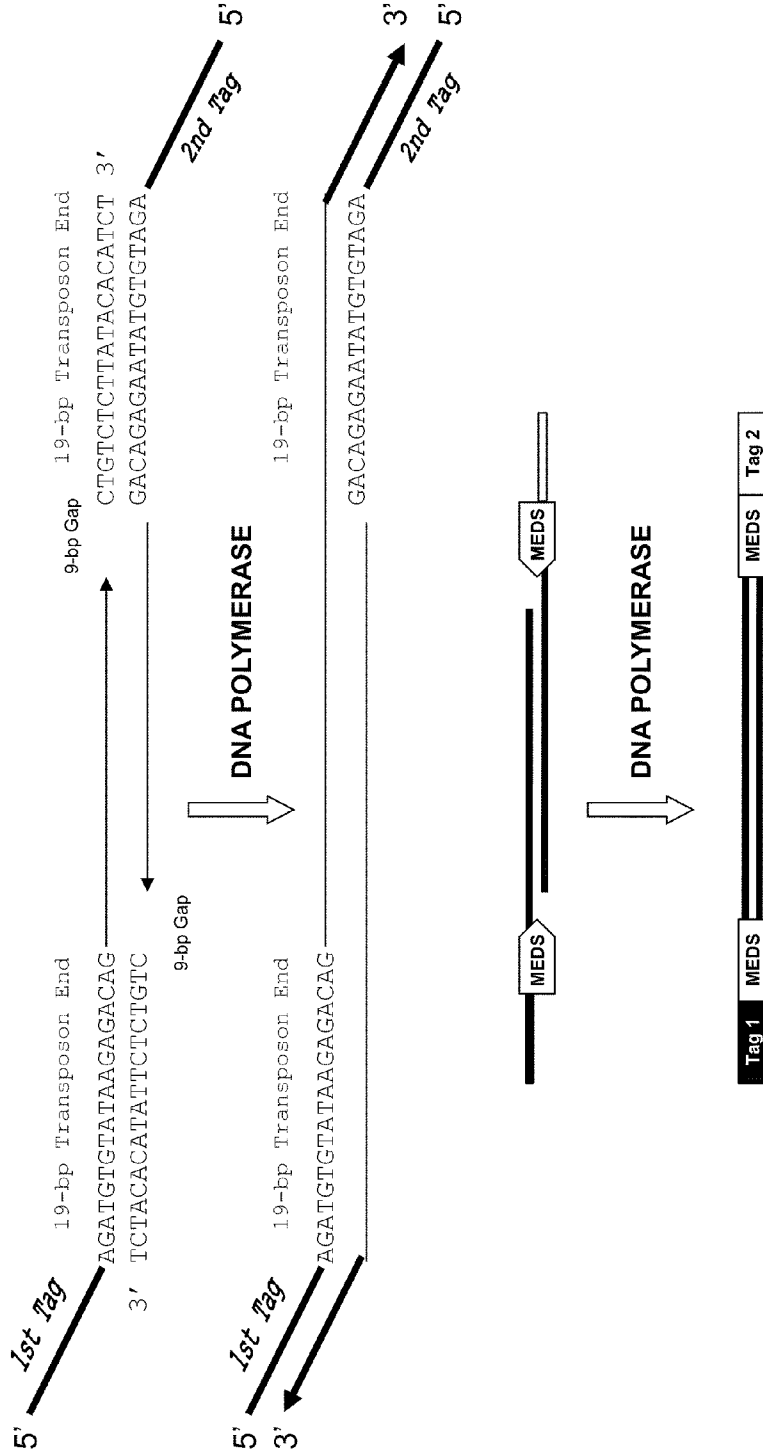 5'
1st Tag
19-bp Transposon End
AGATGTGTATAAGAGACAG
3' TCTACACATATTCTCTGTC
9-bp Gap
9-bp Gap
19-bp Transposon End
CTGTCTCTTATACACATCT 3'
GACAGAGAATATGTGTAGA
2nd Tag
5'
DNA POLYMERASE
5'
3'
1st Tag
19-bp Transposon End
AGATGTGTATAAGAGACAG
19-bp Transposon End
GACAGAGAATATGTGTAGA
2nd Tag
3'
5'
MEDS
MEDS
DNA POLYMERASE
Tag 1 MEDS MEDS Tag 2